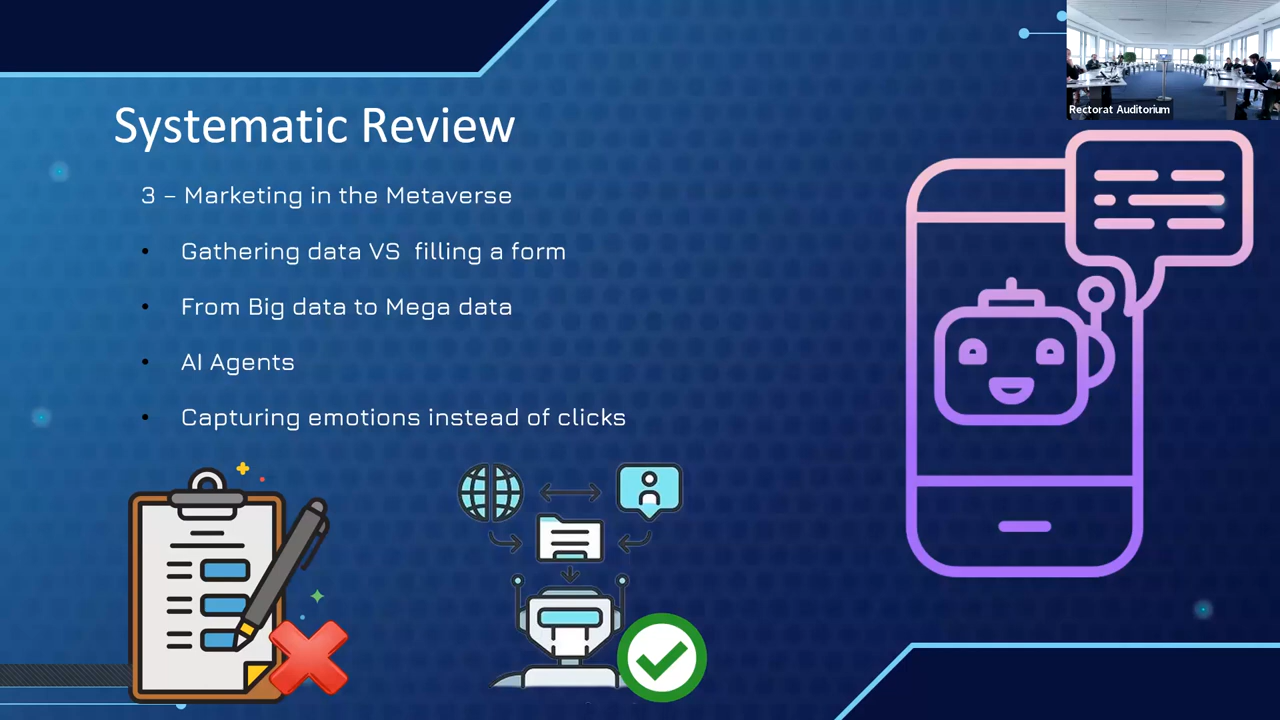 Rectorat Auditorium
Systematic Review
3 – Marketing in the Metaverse
• Gathering data VS filling a form
• From Big data to Mega data
• AI Agents
• Capturing emotions instead of clicks